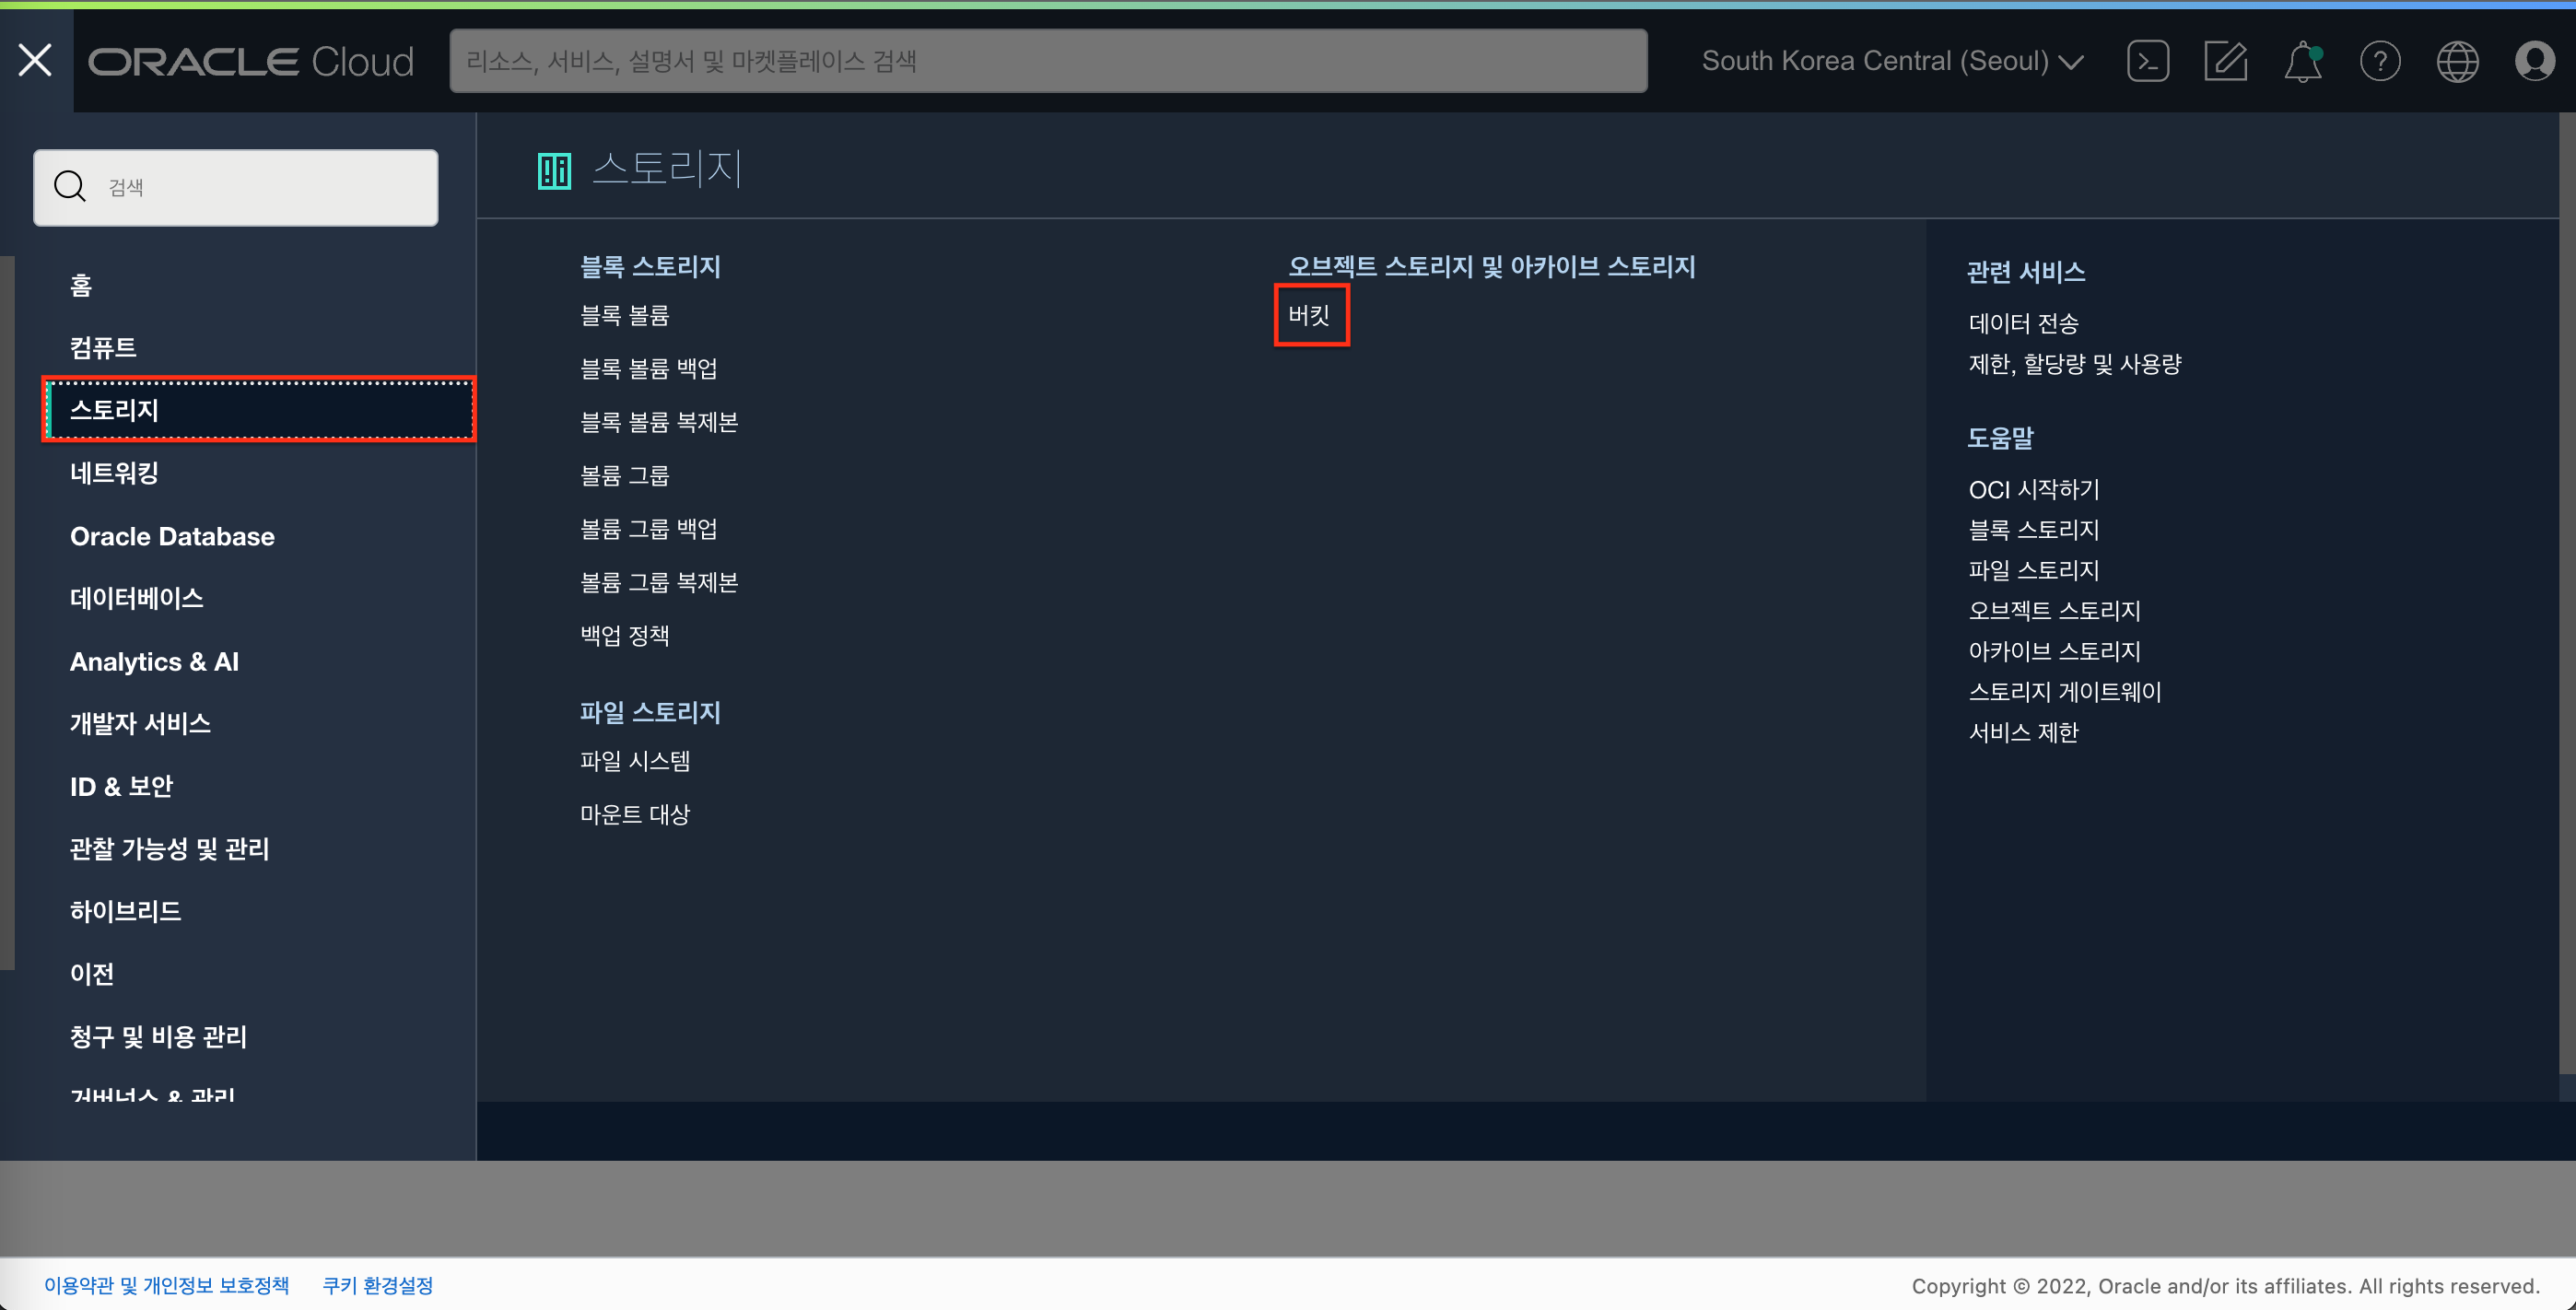 ORACLE Cloud
리소스, 서비스, 설명서 및 마켓플레이스 검색
South Korea Central (Seoul)
검색
홈
컴퓨트
스토리지
네트워킹
Oracle Database
데이터베이스
Analytics & AI
개발자 서비스
ID & 보안
관찰 가능성 및 관리
하이브리드
이전
청구 및 비용 관리
거버넌스 & 관리
스토리지
블록 스토리지
블록 볼륨
블록 볼륨 백업
블록 볼륨 복제본
볼륨 그룹
볼륨 그룹 백업
볼륨 그룹 복제본
백업 정책
파일 스토리지
파일 시스템
마운트 대상
오브젝트 스토리지 및 아카이브 스토리지
버킷
관련 서비스
데이터 전송
제한, 할당량 및 사용량
도움말
OCI 시작하기
블록 스토리지
파일 스토리지
오브젝트 스토리지
아카이브 스토리지
스토리지 게이트웨이
서비스 제한
이용약관 및 개인정보 보호정책
쿠키 환경설정
Copyright © 2022, Oracle and/or its affiliates. All rights reserved.